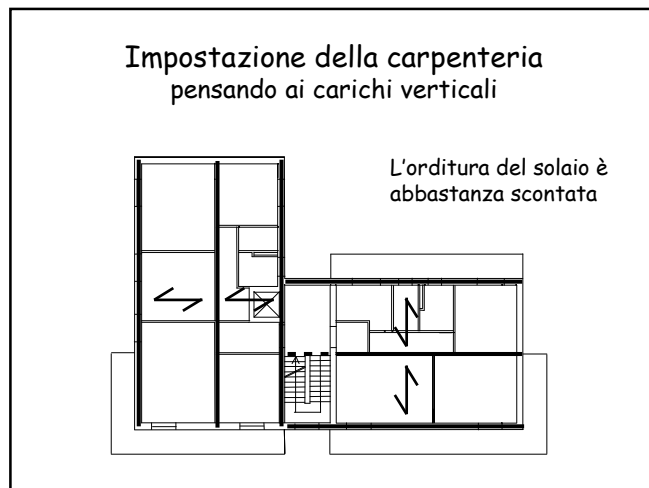 Impostazione della carpenteria
pensando ai carichi verticali
L'orditura del solaio è
abbastanza scontata